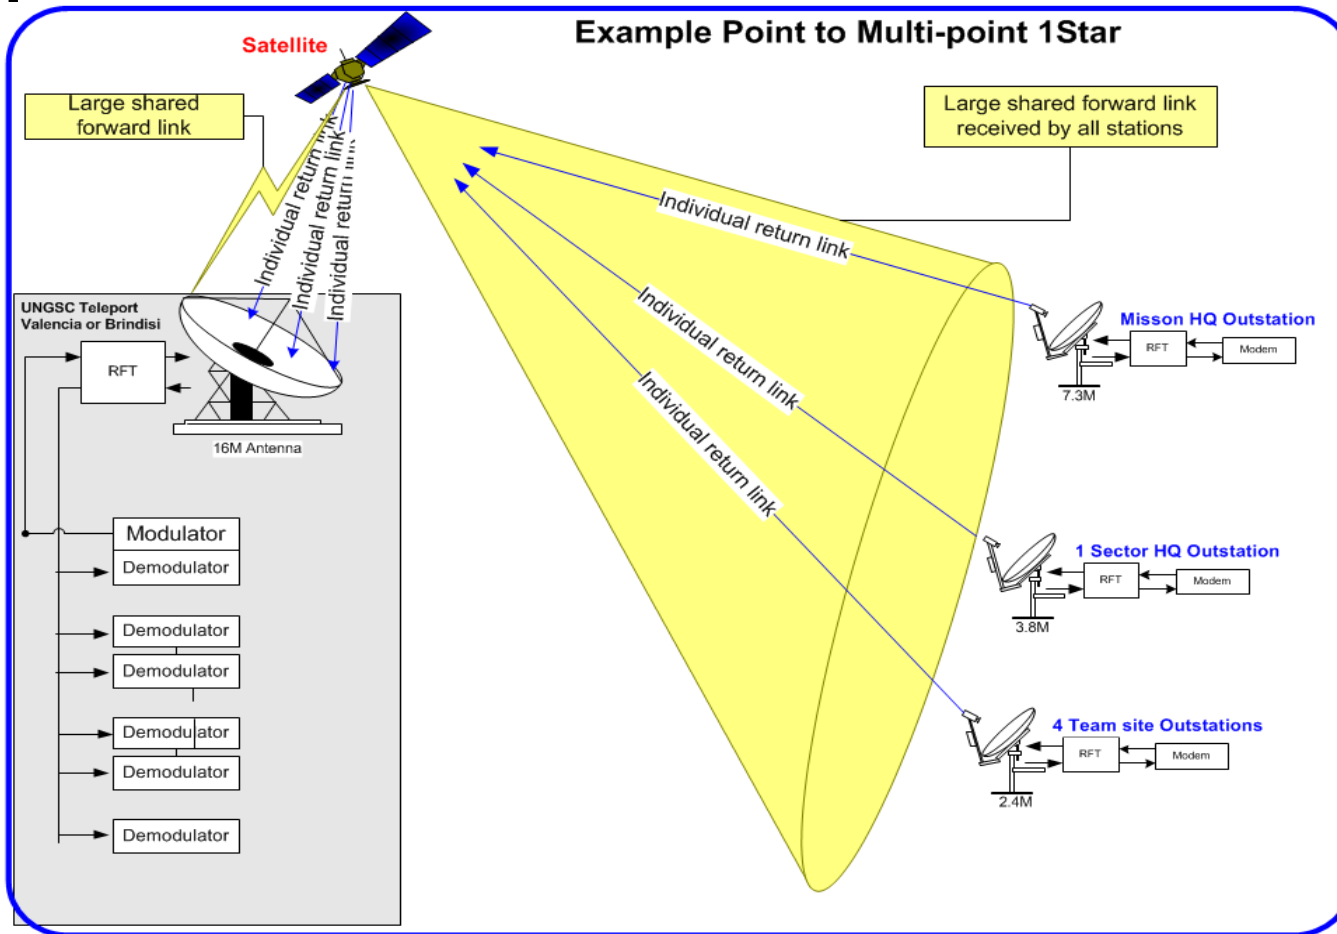 Example Point to Multi-point 1Star
Satellite
Large shared
forward link
Large shared forward link
received by all stations
Individual return link
Individual return link
Individual return link
Individual return link
Individual return link
Individual return link
UNGSC Teleport
Valencia or Brindisi
RFT
16M Antenna
Modulator
Demodulator
Demodulator
Demodulator
Demodulator
Demodulator
Demodulator
Misson HQ Outstation
RFT
Modem
7.3M
1 Sector HQ Outstation
RFT
Modem
3.8M
4 Team site Outstations
RFT
Modem
2.4M